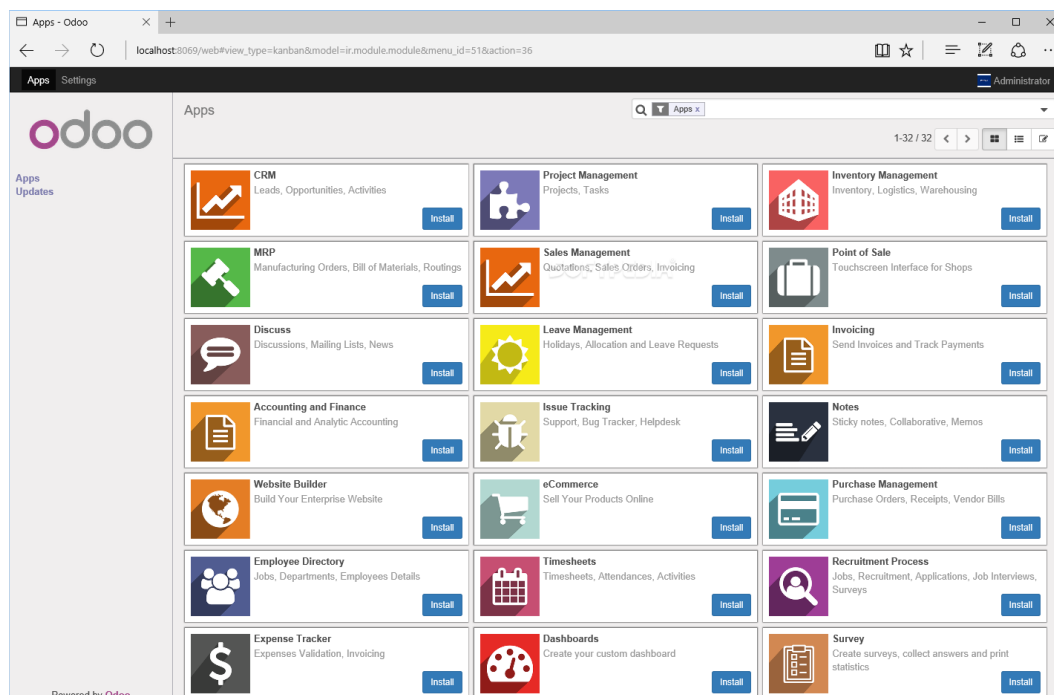 Apps - Odoo
localhost:8069/web#view_type=kanban&model=ir.module.module&menu_id=51&action=36
Apps Settings Administrator
odoo
Apps
Updates
Apps
Apps x
1-32 / 32
CRM
Leads, Opportunities, Activities
Install
Project Management
Projects, Tasks
Install
Inventory Management
Inventory, Logistics, Warehousing
Install
MRP
Manufacturing Orders, Bill of Materials, Routings
Install
Sales Management
Quotations, Sales Orders, Invoicing
Install
Point of Sale
Touchscreen Interface for Shops
Install
Discuss
Discussions, Mailing Lists, News
Install
Leave Management
Holidays, Allocation and Leave Requests
Install
Invoicing
Send Invoices and Track Payments
Install
Accounting and Finance
Financial and Analytic Accounting
Install
Issue Tracking
Support, Bug Tracker, Helpdesk
Install
Notes
Sticky notes, Collaborative, Memos
Install
Website Builder
Build Your Enterprise Website
Install
eCommerce
Sell Your Products Online
Install
Purchase Management
Purchase Orders, Receipts, Vendor Bills
Install
Employee Directory
Jobs, Departments, Employees Details
Install
Timesheets
Timesheets, Attendances, Activities
Install
Recruitment Process
Jobs, Recruitment, Applications, Job Interviews,
Surveys
Install
Expense Tracker
Expenses Validation, Invoicing
Install
Dashboards
Create your custom dashboard
Install
Survey
Create surveys, collect answers and print
statistics
Install
Powered by Odoo